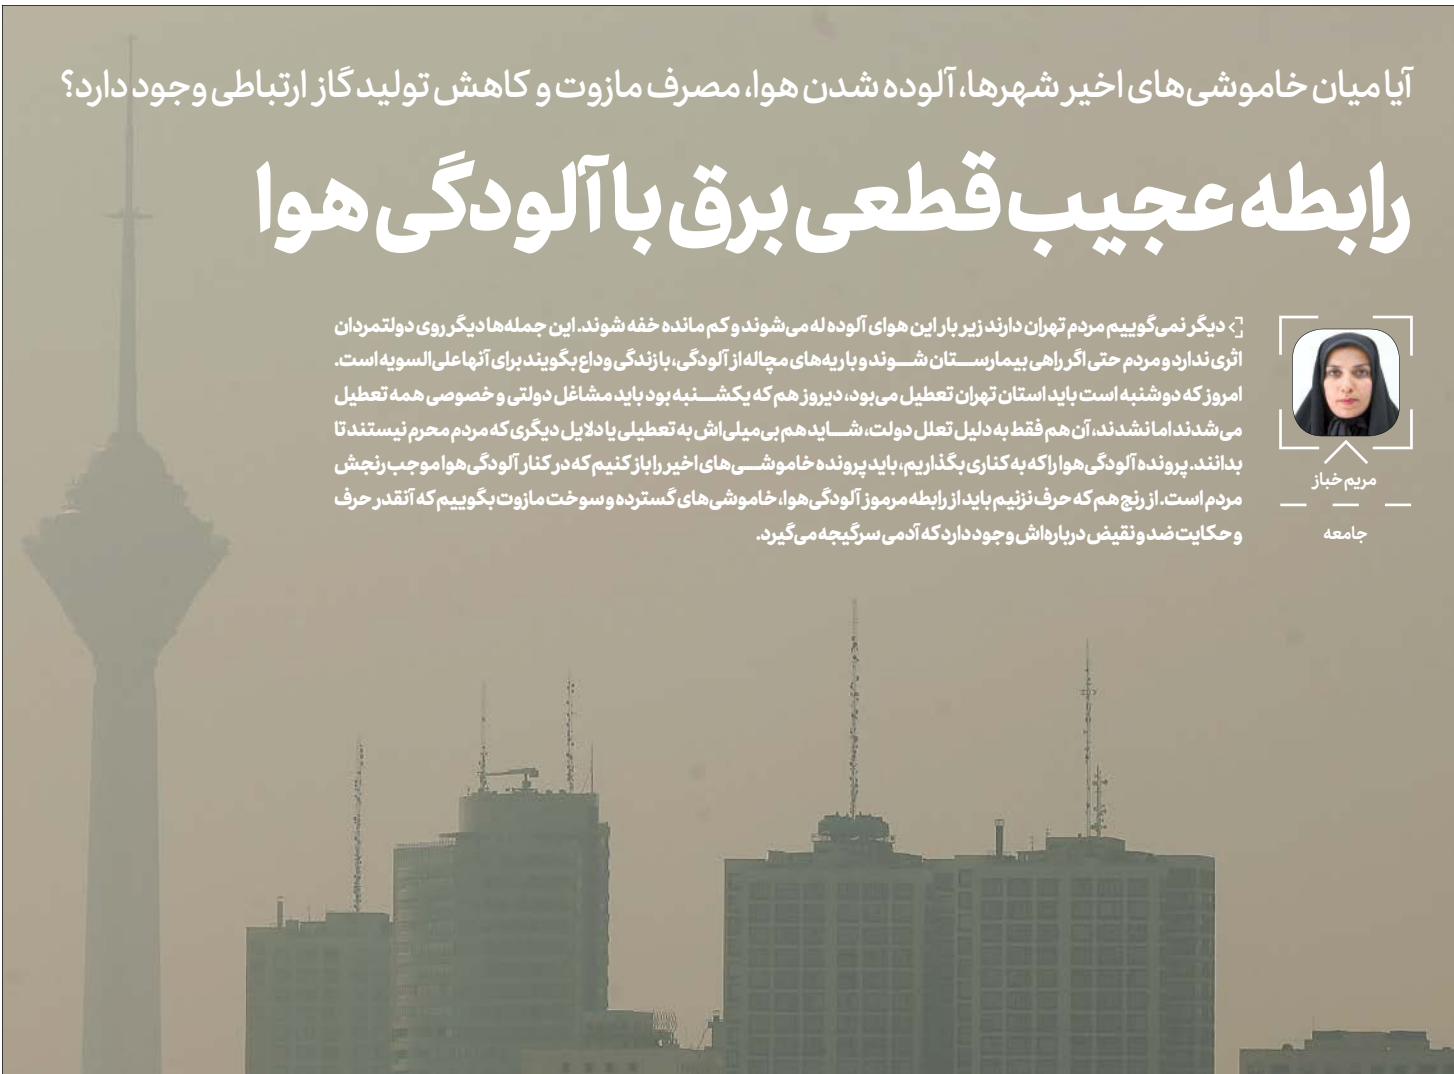 آیا میان خاموشی‌های اخیر شهرها، آلوده شدن هوا، مصرف مازوت و کاهش تولید گاز ارتباطی وجود دارد؟
رابطه عجیب قطعی برق با آلودگی هوا
دیگر نمی‌گوییم مردم تهران دارند زیر بار این هوای آلوده له می‌شوند و کم مانده خفه شوند. این جمله‌ها دیگر روی دولتمردان
اثری ندارد و مردم حتی اگر راهی بیمارستان شوند و با ریه‌های مچاله از آلودگی، با زندگی وداع بگویند برای آنها علی‌السویه است.
امروز که دوشنبه است باید استان تهران تعطیل می‌بود، دیروز هم که یکشنبه بود باید مشاغل دولتی و خصوصی همه تعطیل
می‌شدند اما نشدند، آن هم فقط به دلیل تعلل دولت، شاید هم بی‌میلی‌اش به تعطیلی یا دلایل دیگری که مردم محرم نیستند تا
بدانند. پرونده آلودگی هوا را که به کناری بگذاریم، باید پرونده خاموشی‌های اخیر را باز کنیم که در کنار آلودگی هوا موجب رنجش
مردم است. از رنج هم که حرف نزنیم باید از رابطه مرموز آلودگی هوا، خاموشی‌های گسترده و سوخت مازوت بگوییم که آنقدر حرف
و حکایت ضد و نقیض درباره‌اش وجود دارد که آدمی سرگیجه می‌گیرد.
مریم خباز
جامعه